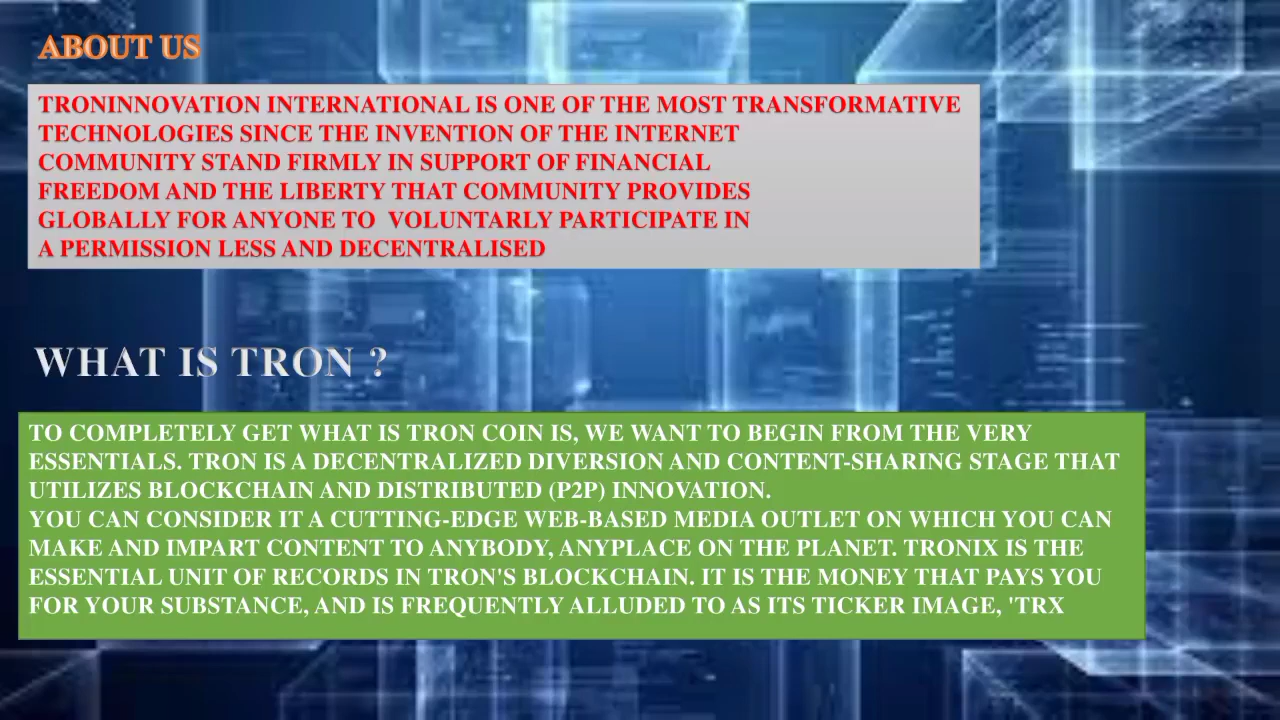 ABOUT US
TRONINNOVATION INTERNATIONAL IS ONE OF THE MOST TRANSFORMATIVE
TECHNOLOGIES SINCE THE INVENTION OF THE INTERNET
COMMUNITY STAND FIRMLY IN SUPPORT OF FINANCIAL
FREEDOM AND THE LIBERTY THAT COMMUNITY PROVIDES
GLOBALLY FOR ANYONE TO  VOLUNTARLY PARTICIPATE IN
A PERMISSION LESS AND DECENTRALISED
WHAT IS TRON ?
TO COMPLETELY GET WHAT IS TRON COIN IS, WE WANT TO BEGIN FROM THE VERY
ESSENTIALS. TRON IS A DECENTRALIZED DIVERSION AND CONTENT-SHARING STAGE THAT
UTILIZES BLOCKCHAIN AND DISTRIBUTED (P2P) INNOVATION.
YOU CAN CONSIDER IT A CUTTING-EDGE WEB-BASED MEDIA OUTLET ON WHICH YOU CAN
MAKE AND IMPART CONTENT TO ANYBODY, ANYPLACE ON THE PLANET. TRONIX IS THE
ESSENTIAL UNIT OF RECORDS IN TRON'S BLOCKCHAIN. IT IS THE MONEY THAT PAYS YOU
FOR YOUR SUBSTANCE, AND IS FREQUENTLY ALLUDED TO AS ITS TICKER IMAGE, 'TRX